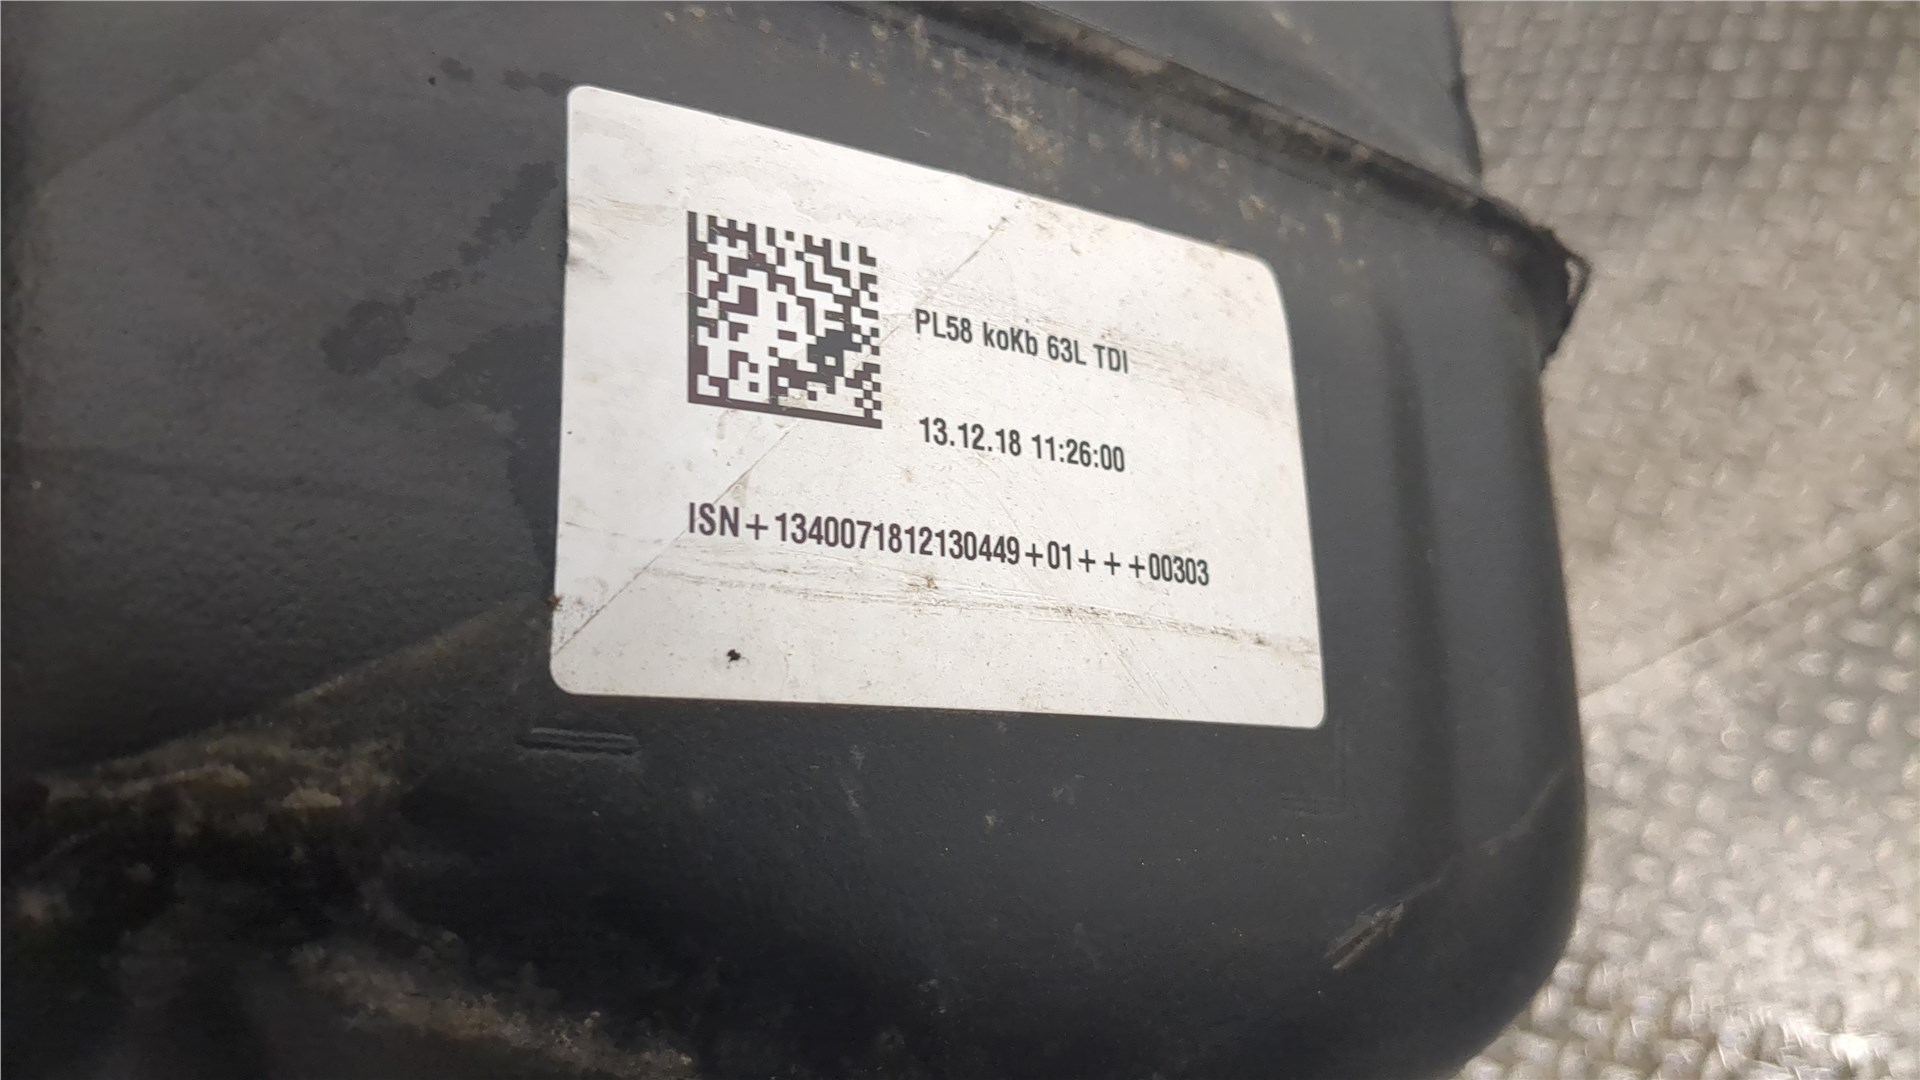 PL58 koKb 63L TDI
13.12.18 11:26:00
ISN+1340071812130449+01+++00303